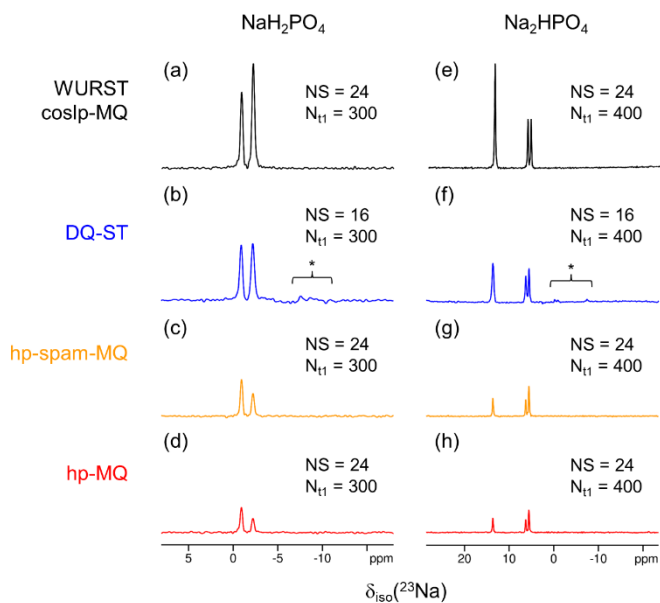 NaH₂PO₄
Na₂HPO₄
WURST
coslp-MQ
(a)
NS = 24
Nₜ₁ = 300
(e)
NS = 24
Nₜ₁ = 400
DQ-ST
(b)
NS = 16
Nₜ₁ = 300
*
(f)
NS = 16
Nₜ₁ = 400
*
hp-spam-MQ
(c)
NS = 24
Nₜ₁ = 300
(g)
NS = 24
Nₜ₁ = 400
hp-MQ
(d)
NS = 24
Nₜ₁ = 300
(h)
NS = 24
Nₜ₁ = 400
5 0 -5 -10 ppm
20 10 0 -10 ppm
δiso(²³Na)